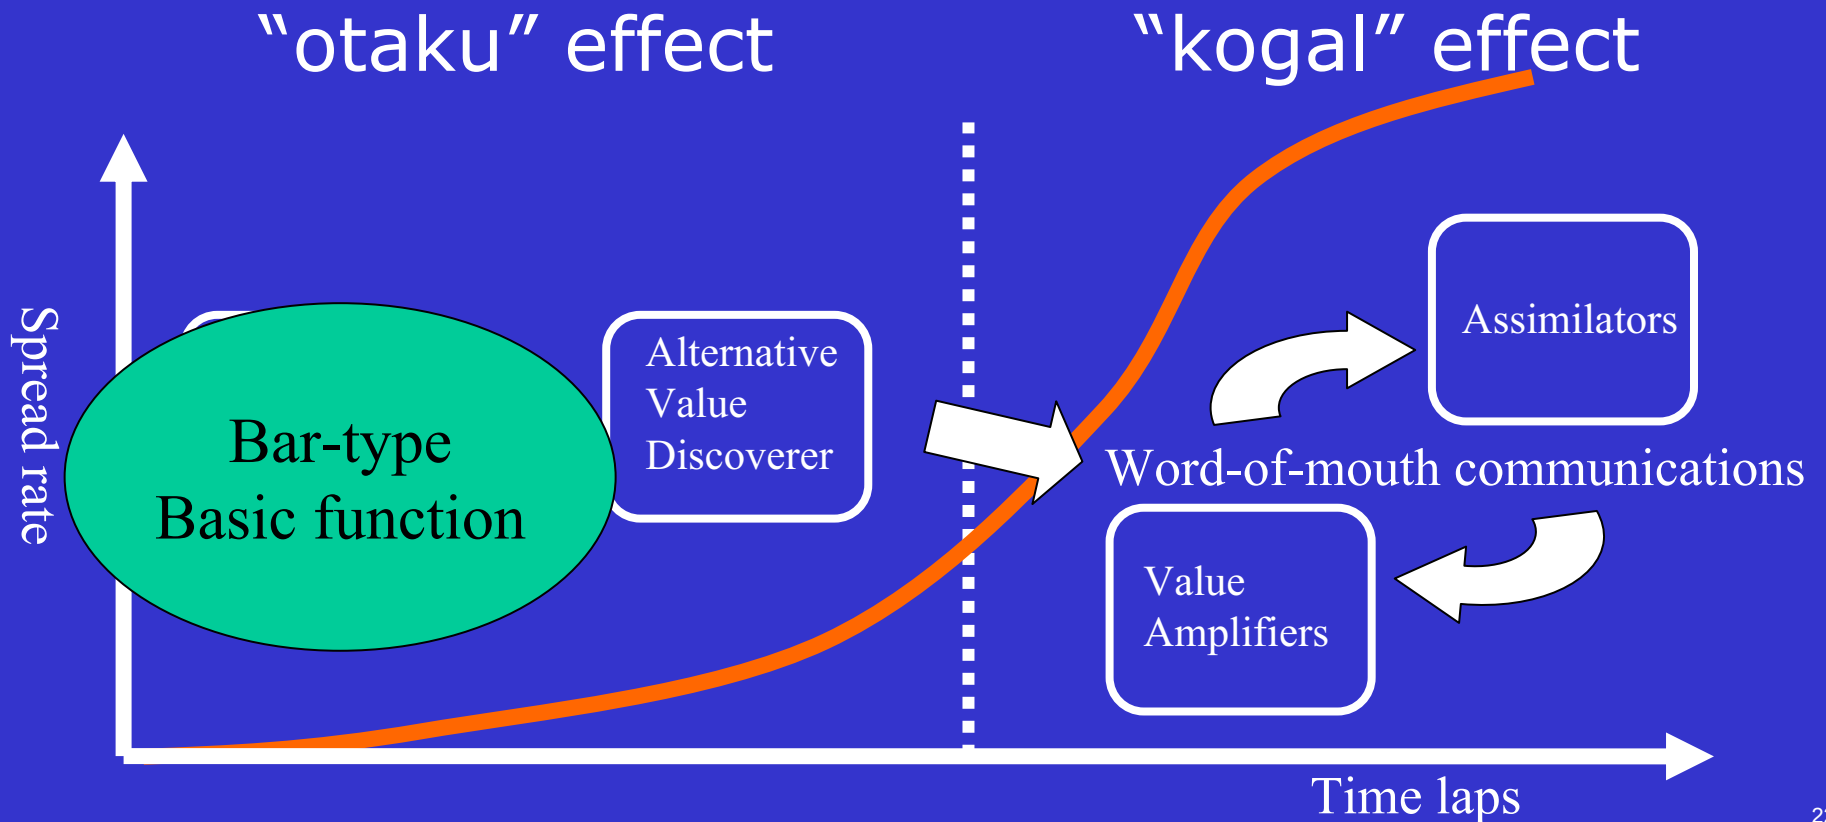 “otaku” effect
“kogal” effect
Spread rate
Bar-type
Basic function
Alternative
Value
Discoverer
Assimilators
Word-of-mouth communications
Value
Amplifiers
Time laps